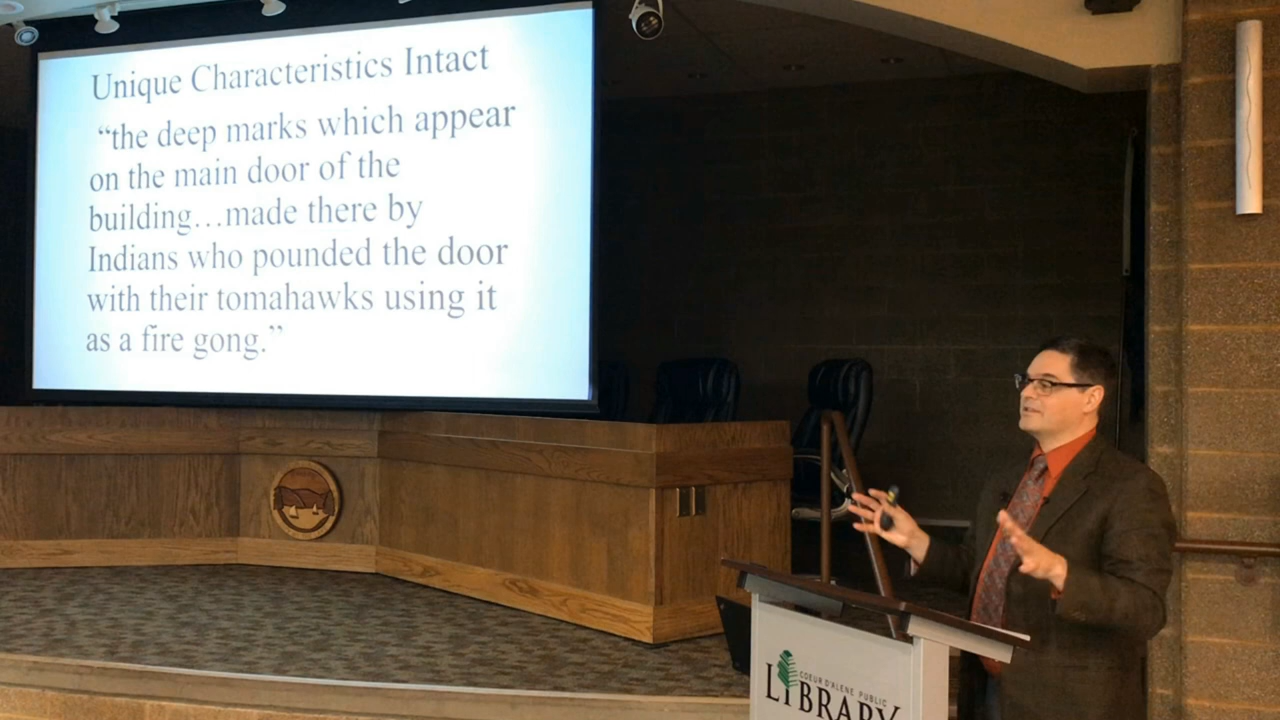 Unique Characteristics Intact
“the deep marks which appear
on the main door of the
building…made there by
Indians who pounded the door
with their tomahawks using it
as a fire gong.”
COEUR D'ALENE PUBLIC
LIBRARY